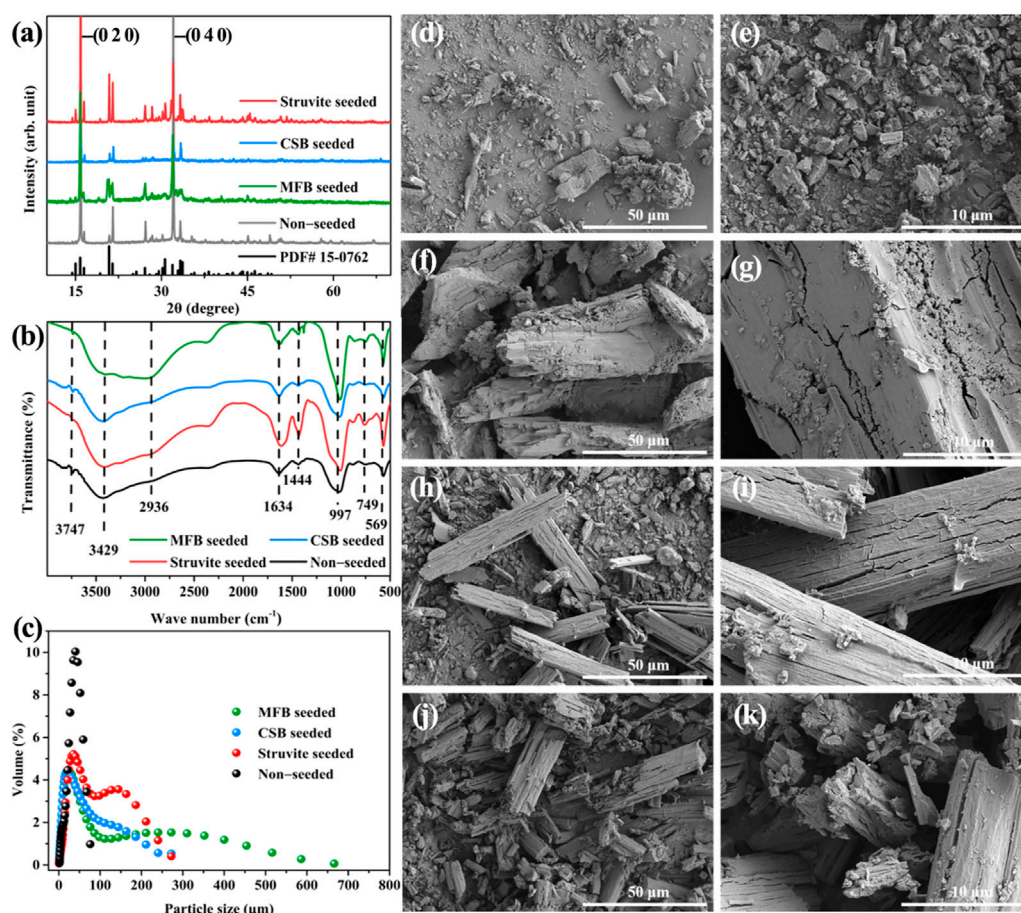 (a)
(0 2 0)
(0 4 0)
Struvite seeded
CSB seeded
MFB seeded
Non−seeded
PDF# 15-0762
Intensity (arb. unit)
15 30 45 60
2θ (degree)
(b)
Transmittance (%)
3747
3429
2936
1634
1444
997
749
569
MFB seeded CSB seeded
Struvite seeded Non−seeded
3500 3000 2500 2000 1500 1000 500
Wave number (cm⁻¹)
(c)
Volume (%)
10
8
6
4
2
0
MFB seeded
CSB seeded
Struvite seeded
Non−seeded
0 100 200 300 400 500 600 700 800
Particle size (μm)
(d)
50 μm
(e)
10 μm
(f)
50 μm
(g)
10 μm
(h)
50 μm
(i)
10 μm
(j)
50 μm
(k)
10 μm